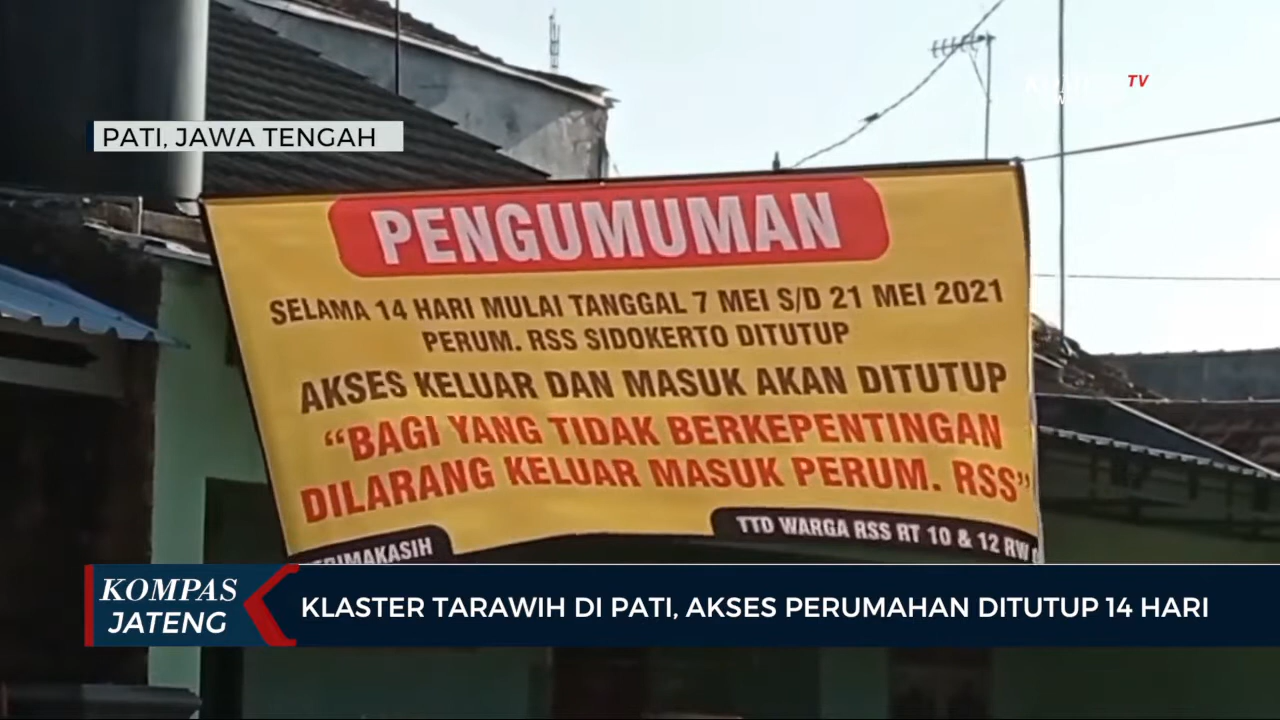 TV
PATI, JAWA TENGAH
PENGUMUMAN
SELAMA 14 HARI MULAI TANGGAL 7 MEI S/D 21 MEI 2021
PERUM. RSS SIDOKERTO DITUTUP
AKSES KELUAR DAN MASUK AKAN DITUTUP
"BAGI YANG TIDAK BERKEPENTINGAN
DILARANG KELUAR MASUK PERUM. RSS"
TTD WARGA RSS RT 10 & 12 RW
KOMPAS
JATENG
KLASTER TARAWIH DI PATI, AKSES PERUMAHAN DITUTUP 14 HARI